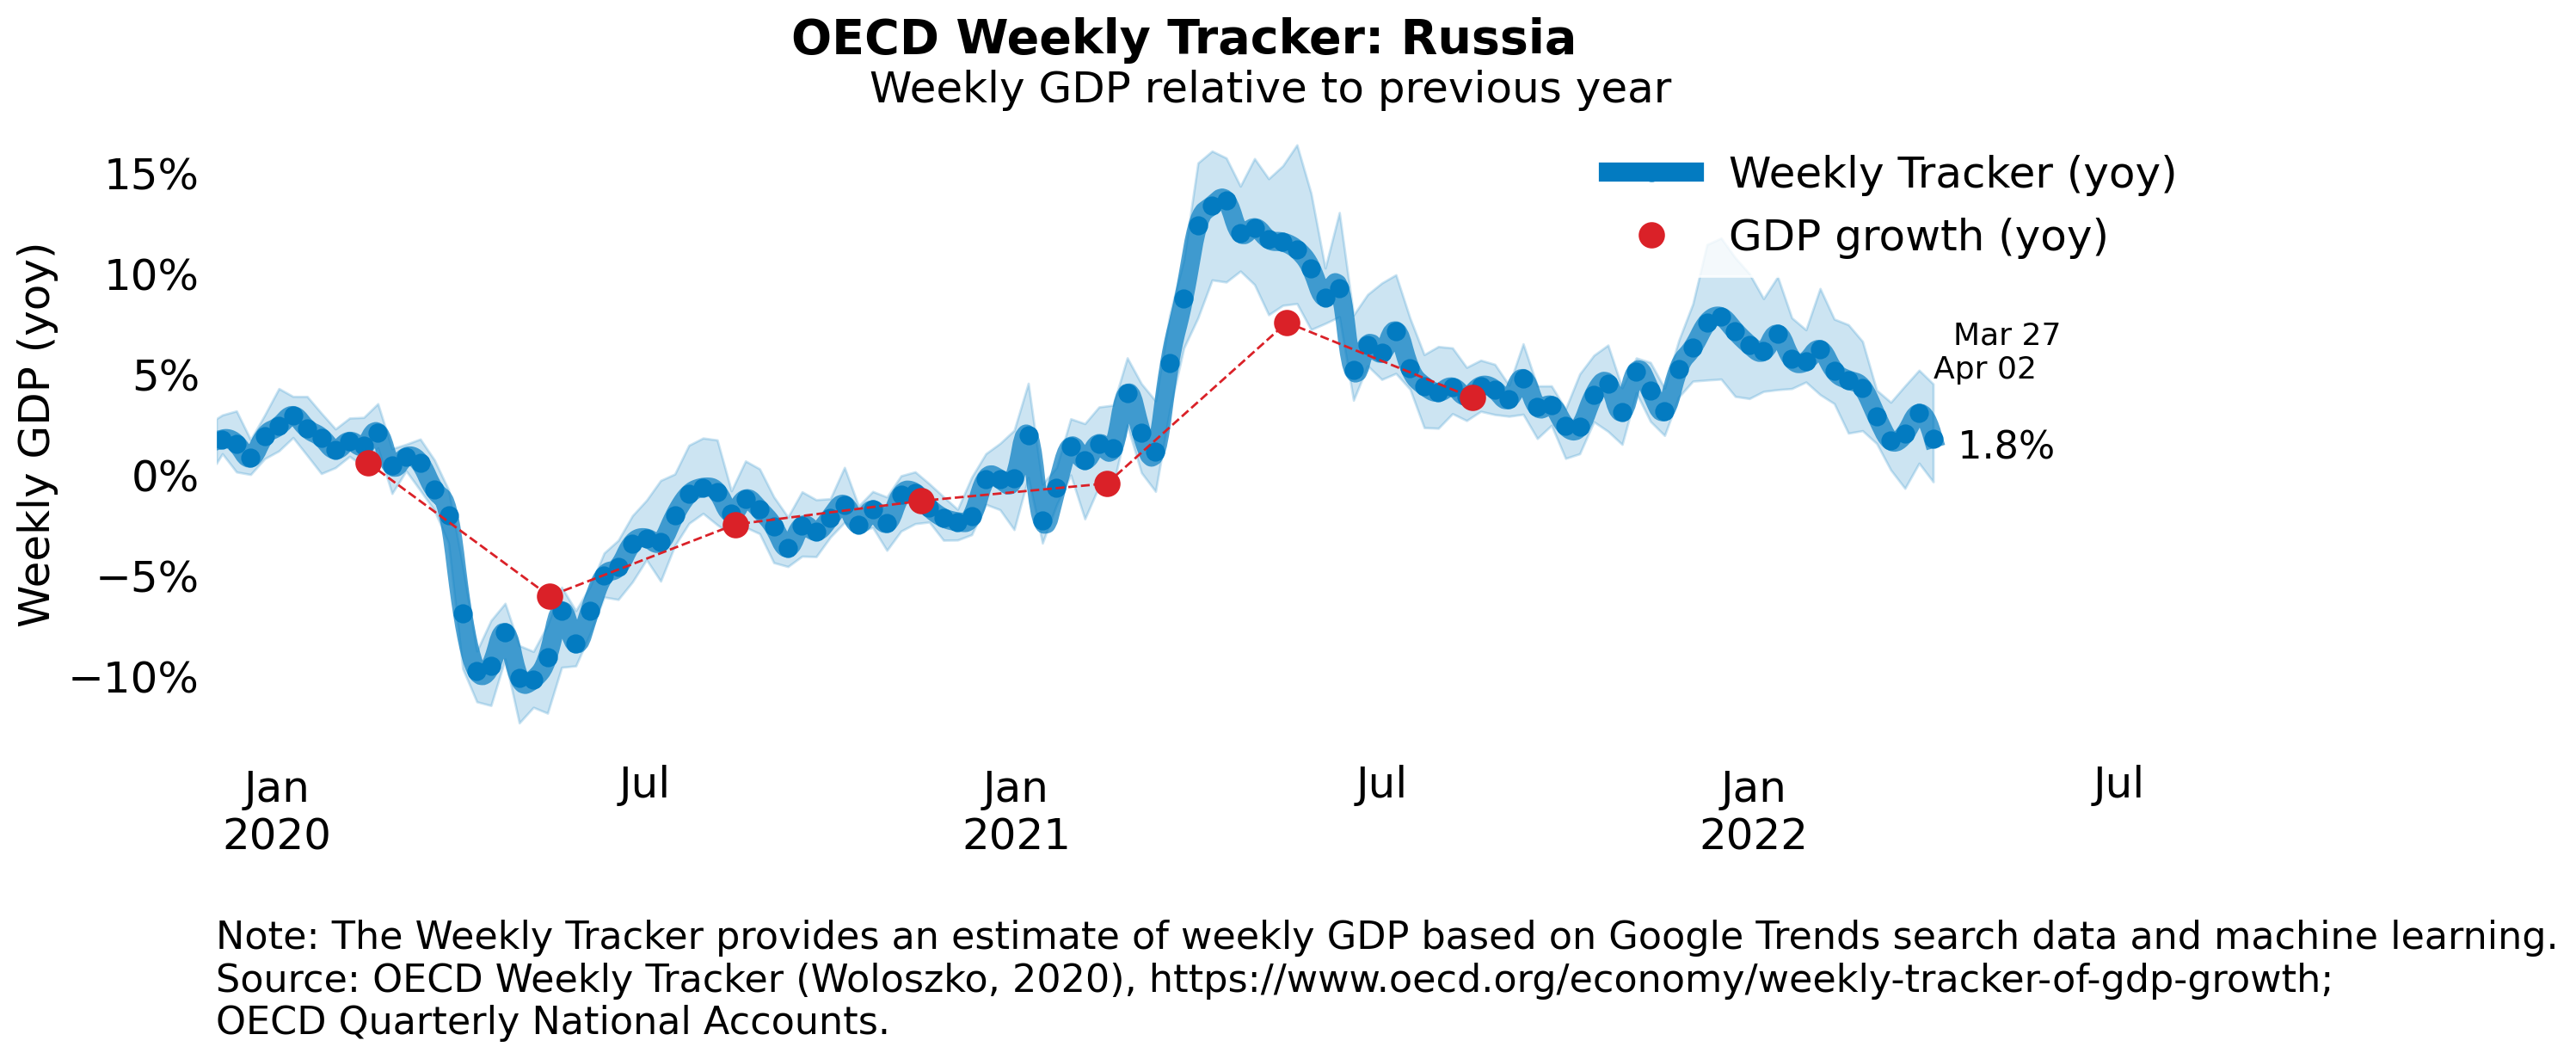 OECD Weekly Tracker: Russia
Weekly GDP relative to previous year
Weekly GDP (yoy)
15%
10%
5%
0%
−5%
−10%
Weekly Tracker (yoy)
GDP growth (yoy)
Mar 27
Apr 02
1.8%
Jan
2020
Jul
Jan
2021
Jul
Jan
2022
Jul
Note: The Weekly Tracker provides an estimate of weekly GDP based on Google Trends search data and machine learning.
Source: OECD Weekly Tracker (Woloszko, 2020), https://www.oecd.org/economy/weekly-tracker-of-gdp-growth;
OECD Quarterly National Accounts.